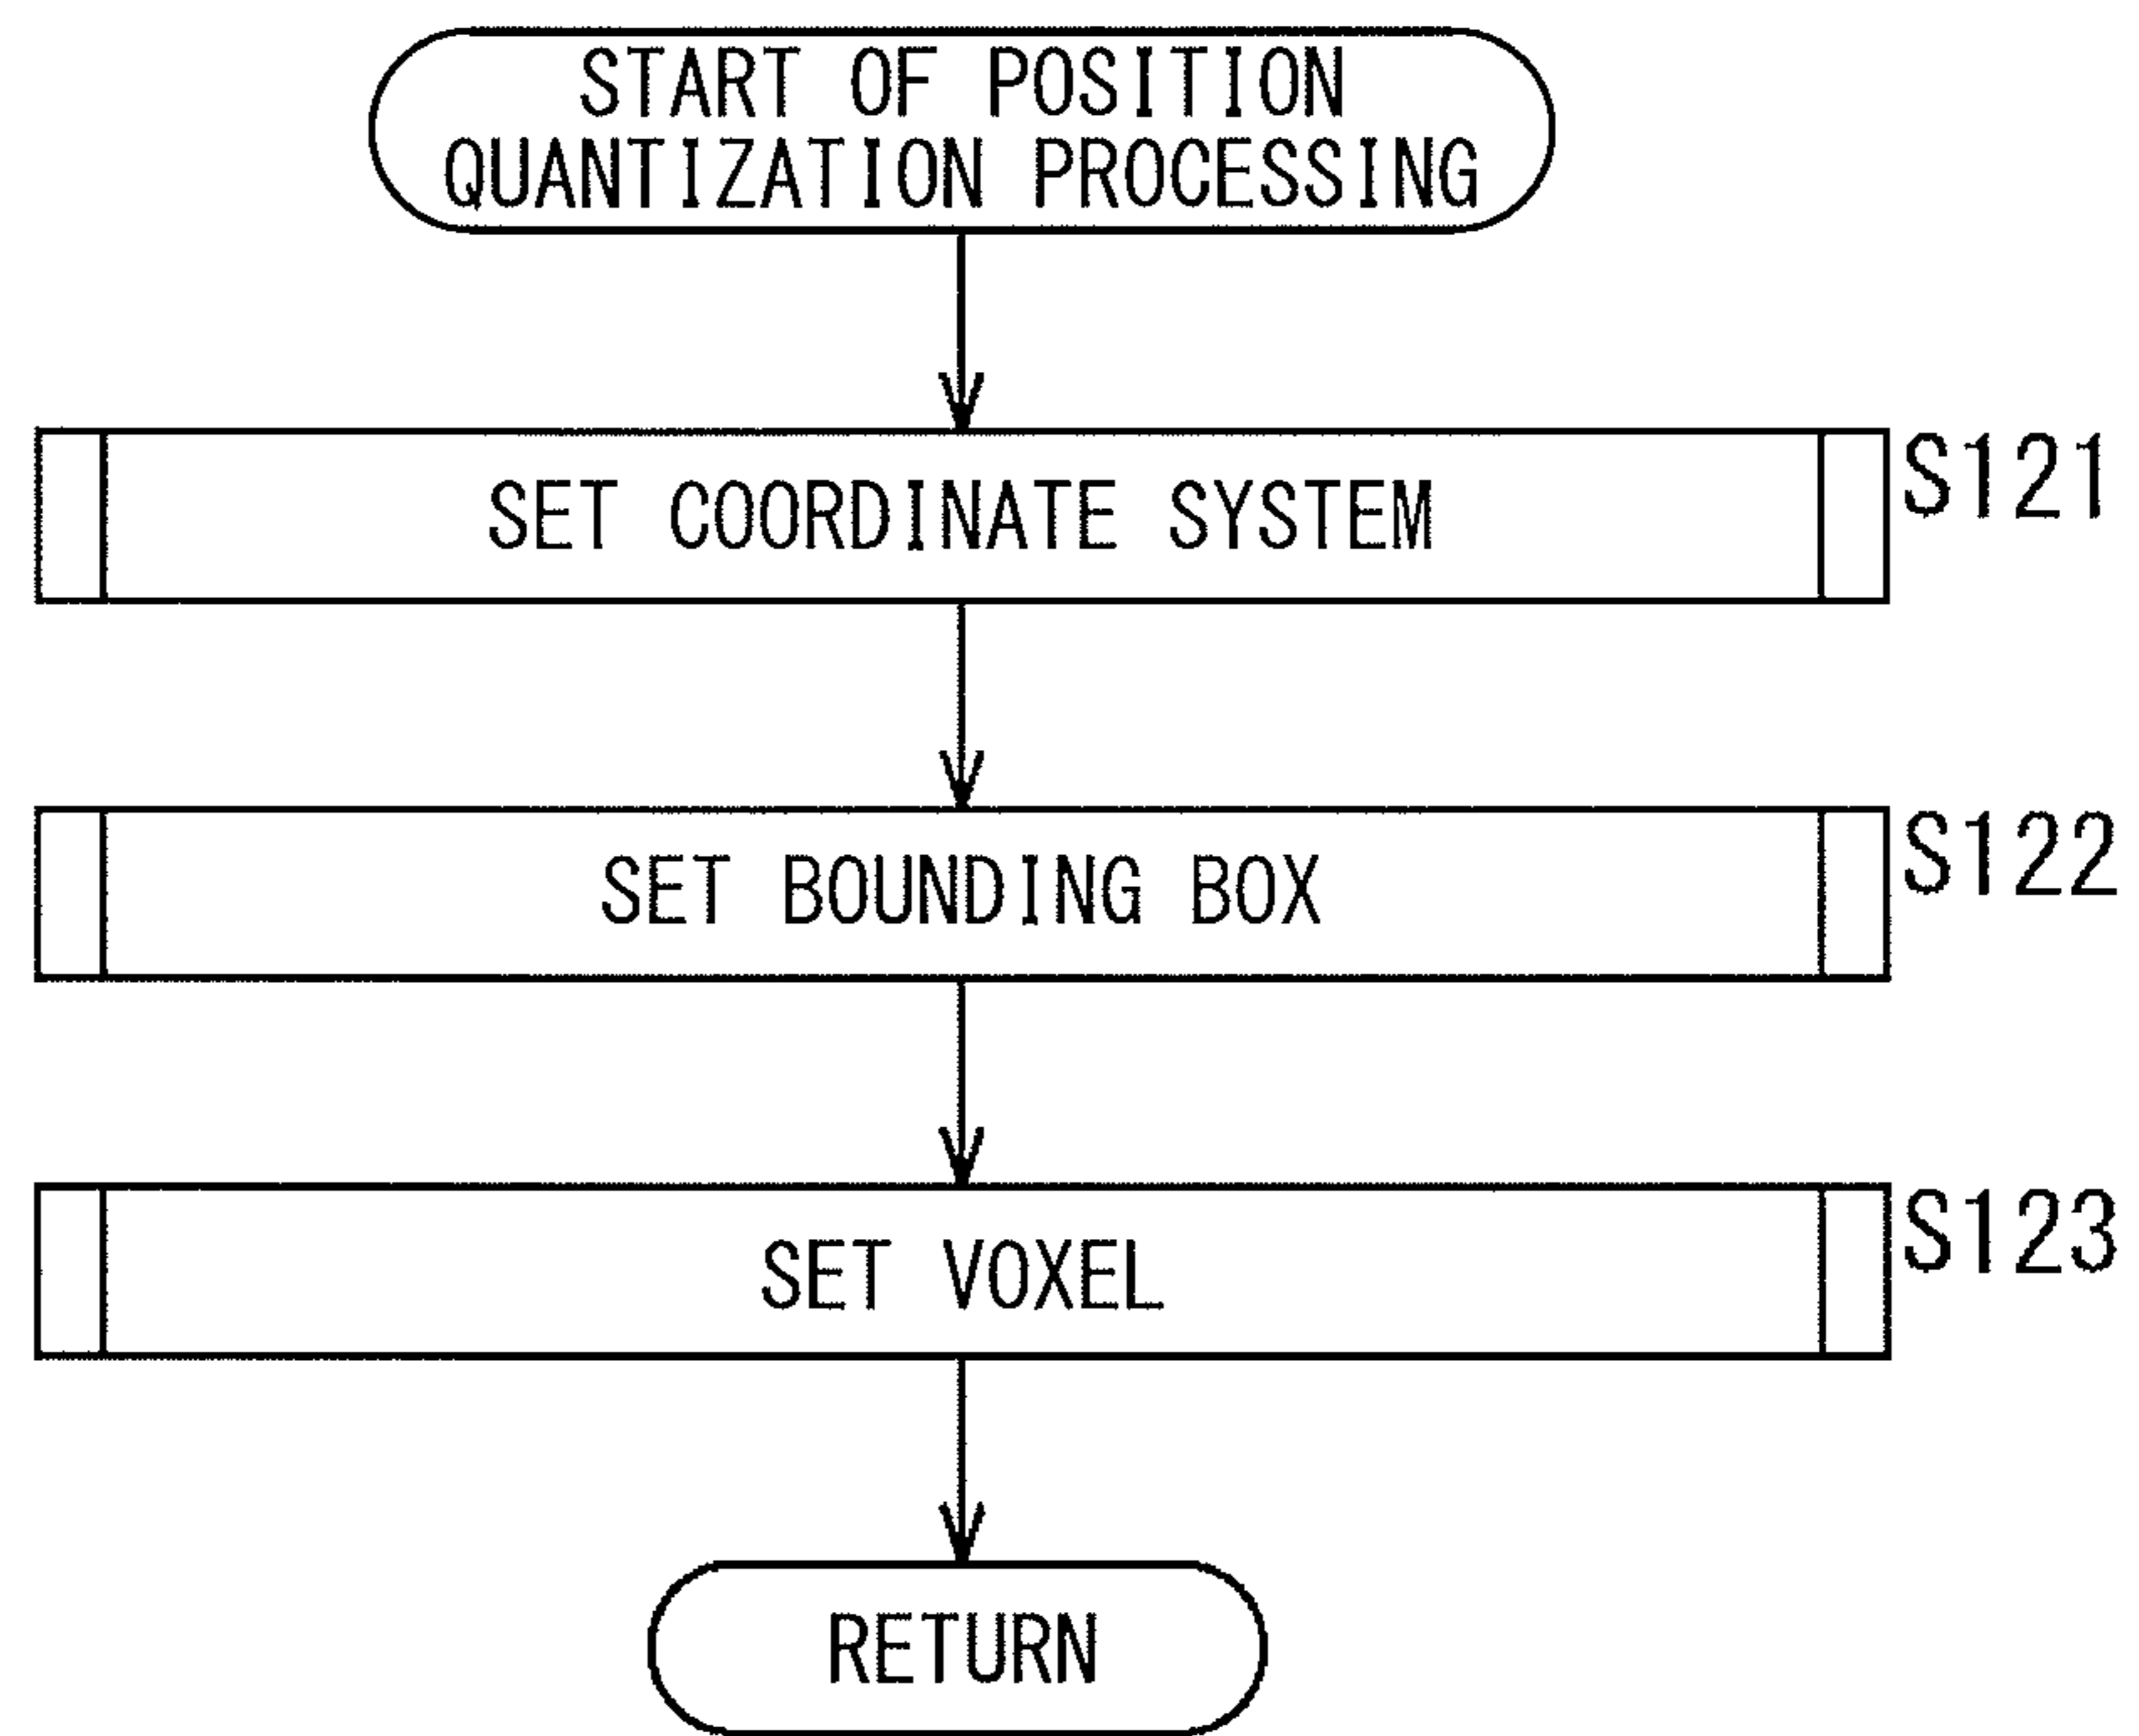 START OF POSITION
QUANTIZATION PROCESSING
SET COORDINATE SYSTEM
S121
SET BOUNDING BOX
S122
SET VOXEL
S123
RETURN